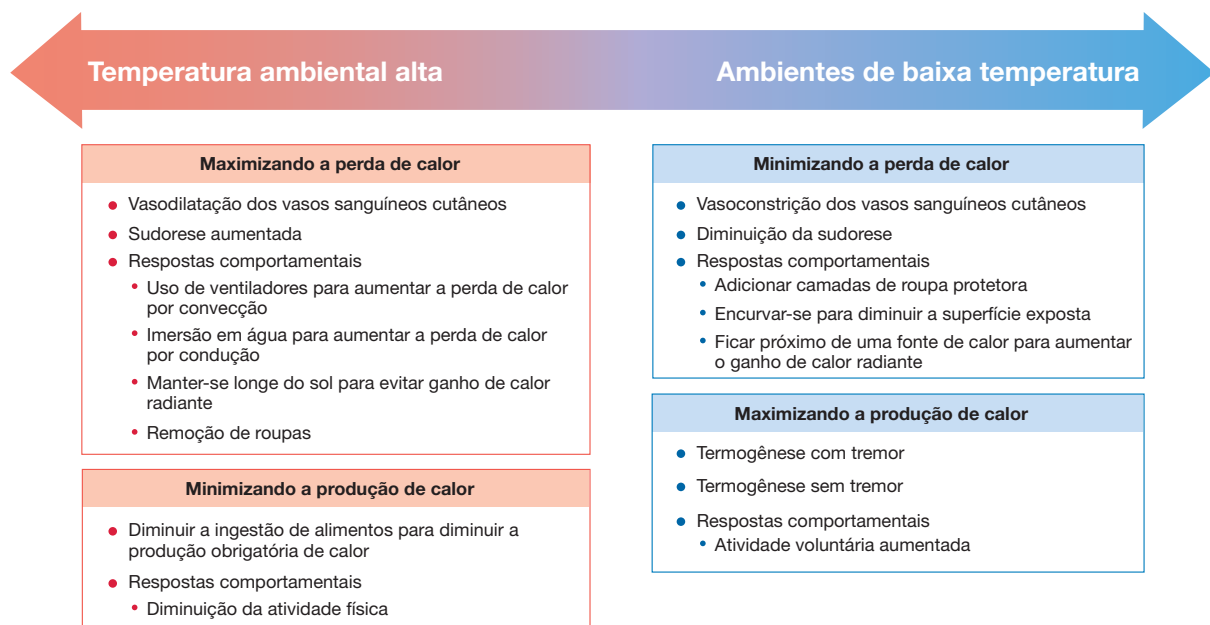 Temperatura ambiental alta
Ambientes de baixa temperatura
Maximizando a perda de calor
Vasodilatação dos vasos sanguíneos cutâneos
Sudorese aumentada
Respostas comportamentais
Uso de ventiladores para aumentar a perda de calor
por convecção
Imersão em água para aumentar a perda de calor
por condução
Manter-se longe do sol para evitar ganho de calor
radiante
Remoção de roupas
Minimizando a produção de calor
Diminuir a ingestão de alimentos para diminuir a
produção obrigatória de calor
Respostas comportamentais
Diminuição da atividade física
Minimizando a perda de calor
Vasoconstrição dos vasos sanguíneos cutâneos
Diminuição da sudorese
Respostas comportamentais
Adicionar camadas de roupa protetora
Encurvar-se para diminuir a superfície exposta
Ficar próximo de uma fonte de calor para aumentar
o ganho de calor radiante
Maximizando a produção de calor
Termogênese com tremor
Termogênese sem tremor
Respostas comportamentais
Atividade voluntária aumentada